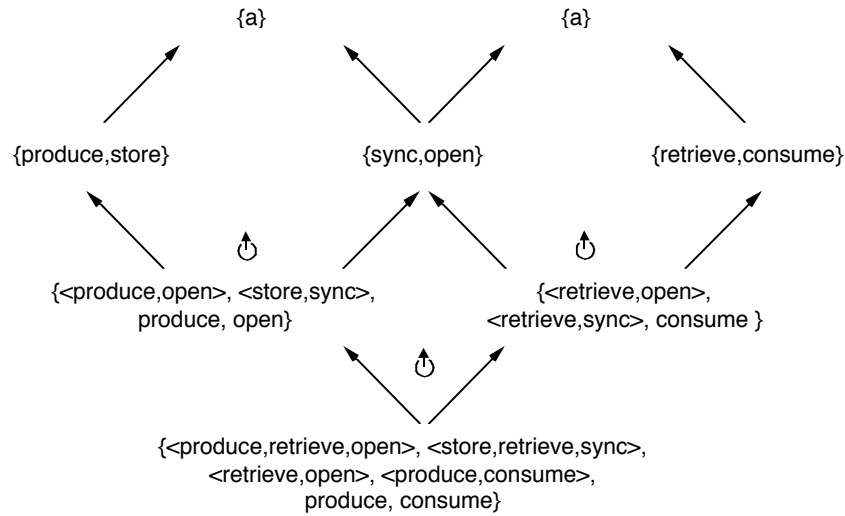 {a}
{a}
{produce,store}
{sync,open}
{retrieve,consume}
{<produce,open>, <store,sync>,
produce, open}
{<retrieve,open>,
<retrieve,sync>, consume }
{<produce,retrieve,open>, <store,retrieve,sync>,
<retrieve,open>, <produce,consume>,
produce, consume}